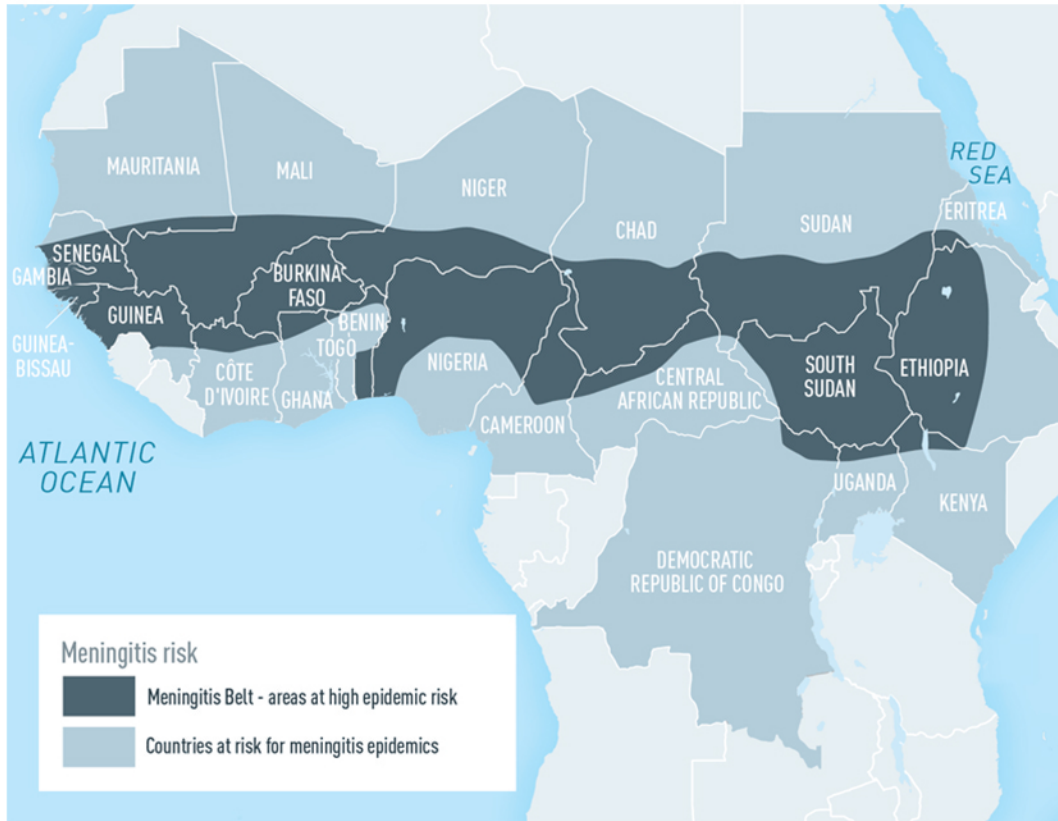 MAURITANIA
MALI
NIGER
CHAD
SUDAN
RED
SEA
ERITREA
SENEGAL
GAMBIA
GUINEA-
BISSAU
GUINEA
BURKINA-
FASO
BENIN
TOGO
CÔTE
D'IVOIRE
GHANA
NIGERIA
CAMEROON
CENTRAL
AFRICAN REPUBLIC
SOUTH
SUDAN
ETHIOPIA
UGANDA
KENYA
DEMOCRATIC
REPUBLIC OF CONGO
ATLANTIC
OCEAN
Meningitis risk
Meningitis Belt - areas at high epidemic risk
Countries at risk for meningitis epidemics